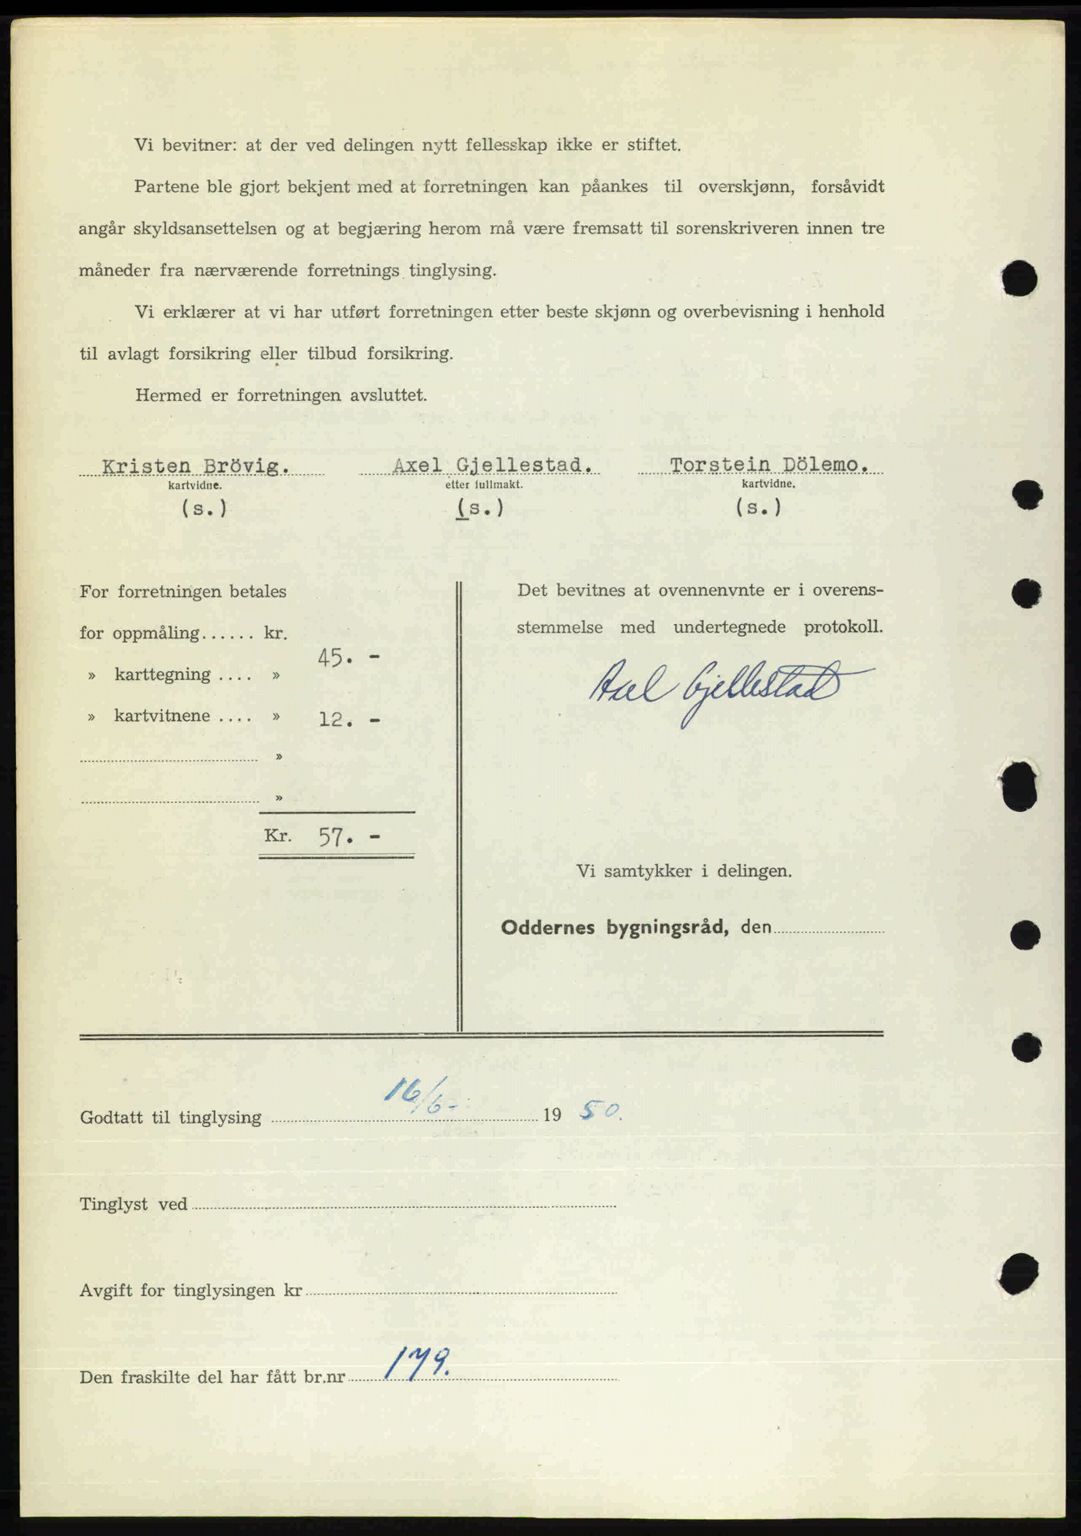 Vi bevitner: at der ved delingen nytt fellesskap ikke er stiftet.
Partene ble gjort bekjent med at forretningen kan påankes til overskjønn, forsåvidt
angår skyldsansettelsen og at begjæring herom må være fremsatt til sorenskriveren innen tre
måneder fra nærværende forretnings tinglysing.
Vi erklærer at vi har utført forretningen etter beste skjønn og overbevisning i henhold
til avlagt forsikring eller tilbud forsikring.
Hermed er forretningen avsluttet.
Kristen Brövig. Axel Gjellestad. Torstein Dölemo.
kartvidne. etter fullmakt. kartvidne.
(s.) (s.) (s.)
For forretningen betales
for oppmåling...... kr.
45. -
» karttegning .... »
» kartvitnene .... » 12. -
»
»
Kr. 57. -
Det bevitnes at ovennenvnte er i overens-
stemmelse med undertegnede protokoll.
Axel Gjellestad
Vi samtykker i delingen.
Oddernes bygningsråd, den
Godtatt til tinglysing 16/6- 1950.
Tinglyst ved
Avgift for tinglysingen kr
Den fraskilte del har fått br.nr 179.